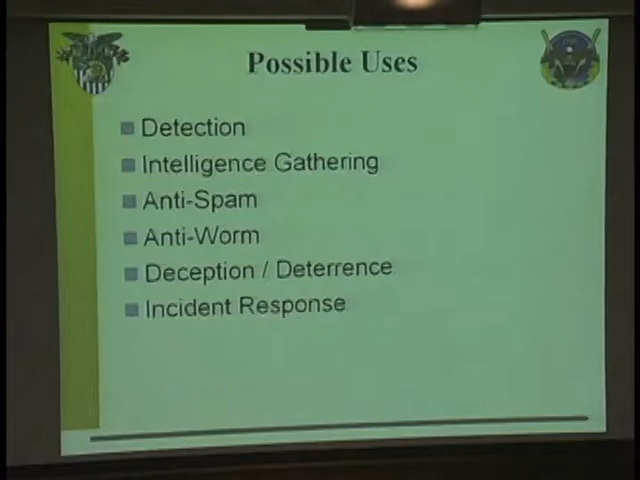 Possible Uses
Detection
Intelligence Gathering
Anti-Spam
Anti-Worm
Deception / Deterrence
Incident Response